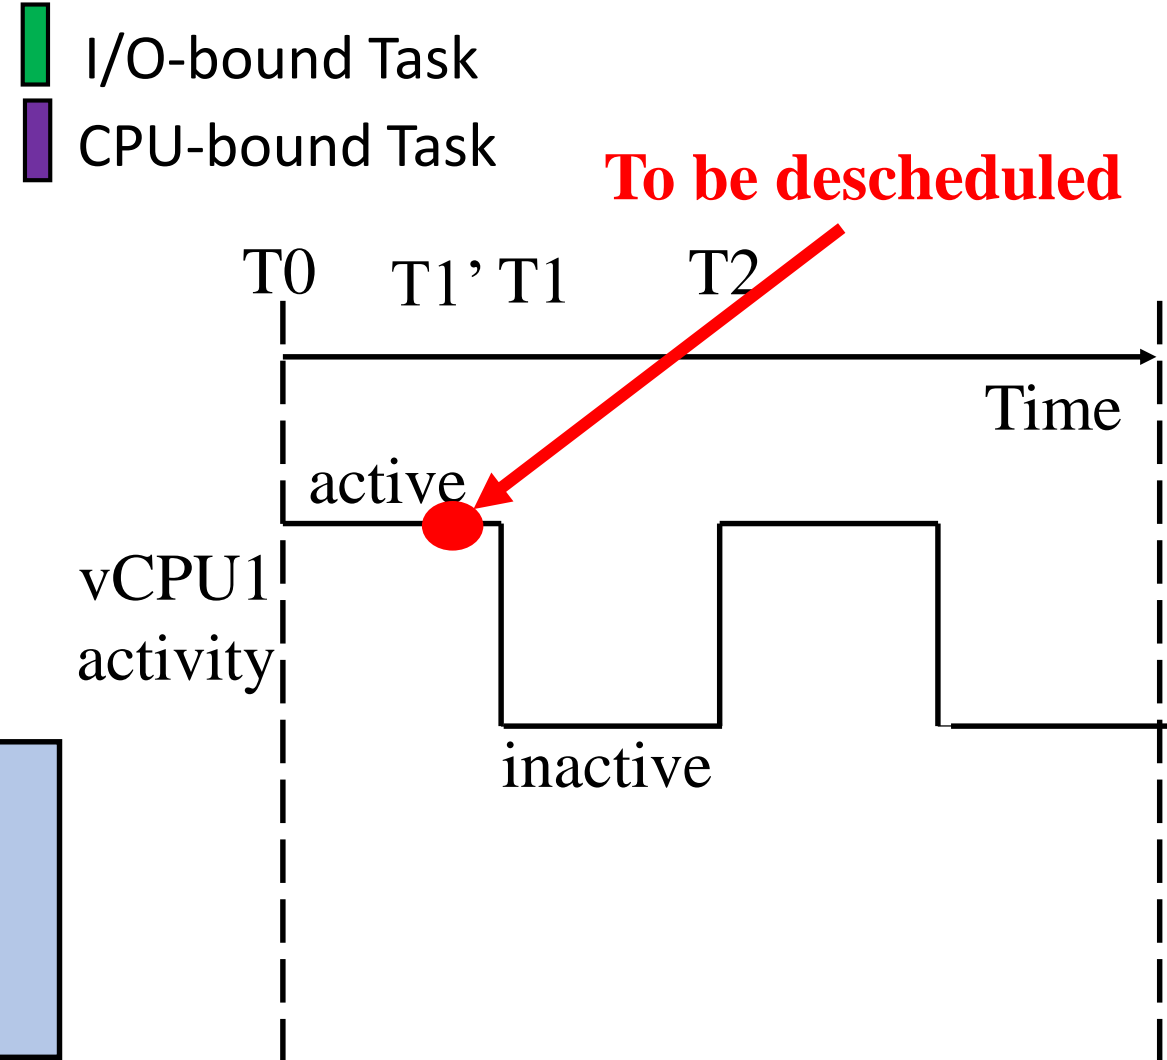 I/O-bound Task
CPU-bound Task
To be descheduled
T0 T1’ T1 T2
Time
active
vCPU1
activity
inactive